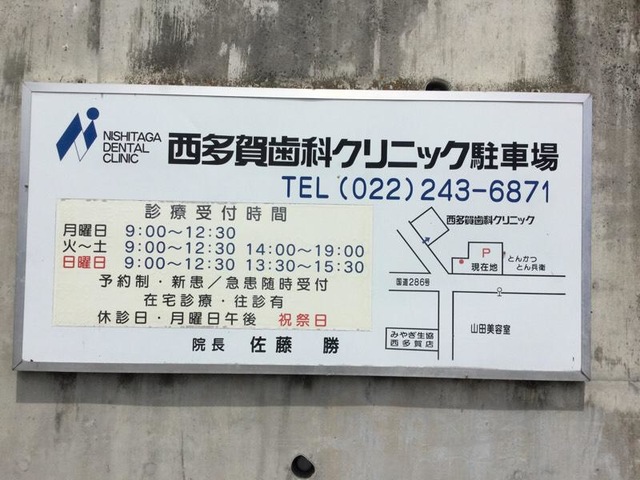 NISHITAGA
DENTAL
CLINIC
西多賀歯科クリニック駐車場
TEL(022)243-6871
診療受付時間
月曜日 9:00〜12:30
火〜土 9:00〜12:30 14:00〜19:00
日曜日 9:00〜12:30 13:30〜15:30
予約制・新患/急患随時受付
在宅診療・往診有
休診日・月曜日午後 祝祭日
院長 佐藤 勝
西多賀歯科クリニック
P
現在地
とんかつ
とん兵衛
国道286号
みやぎ生協
西多賀店
山田美容室